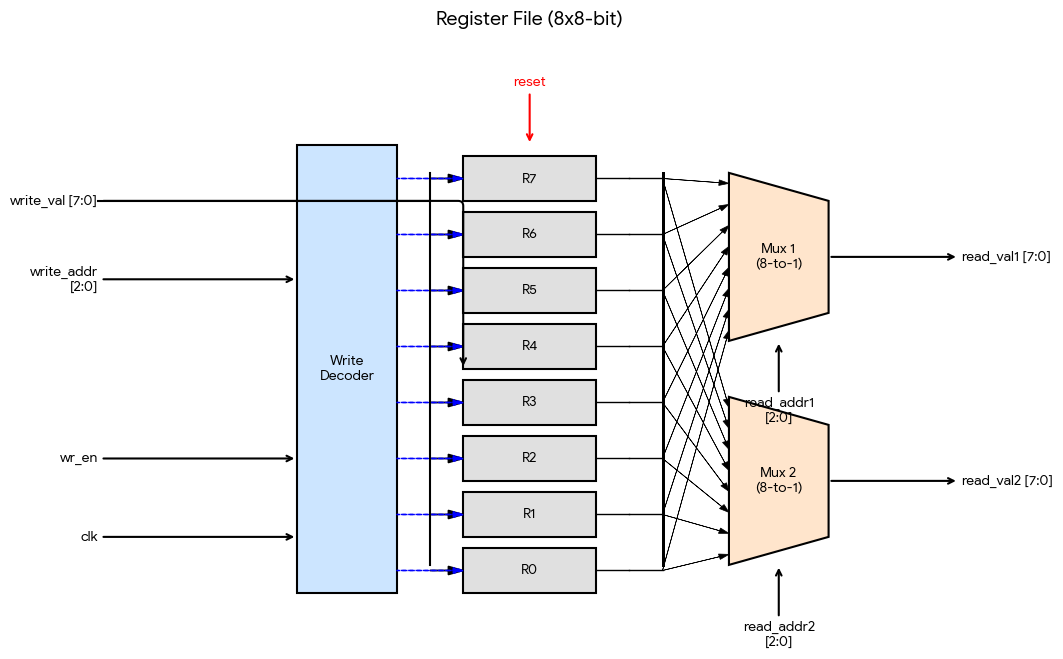 Register File (8x8-bit)
reset
write_val [7:0]
write_addr
[2:0]
wr_en
clk
Write
Decoder
R7
R6
R5
R4
R3
R2
R1
R0
Mux 1
(8-to-1)
read_val1 [7:0]
read_addr1
[2:0]
Mux 2
(8-to-1)
read_val2 [7:0]
read_addr2
[2:0]